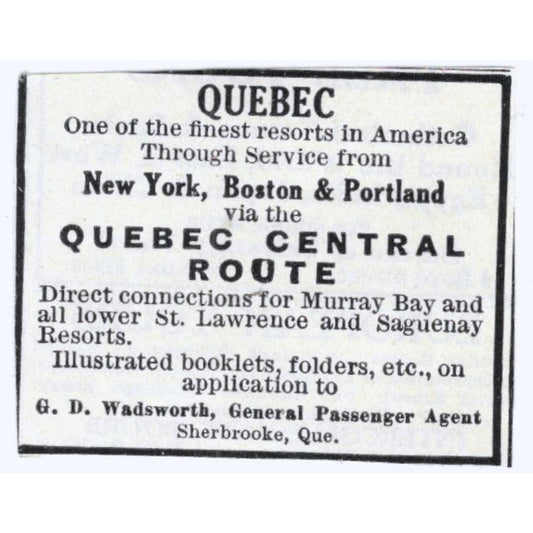 QUEBEC
One of the finest resorts in America
Through Service from
New York, Boston & Portland
via the
QUEBEC CENTRAL
ROUTE
Direct connections for Murray Bay and
all lower St. Lawrence and Saguenay
Resorts.
Illustrated booklets, folders, etc., on
application to
G. D. Wadsworth, General Passenger Agent
Sherbrooke, Que.